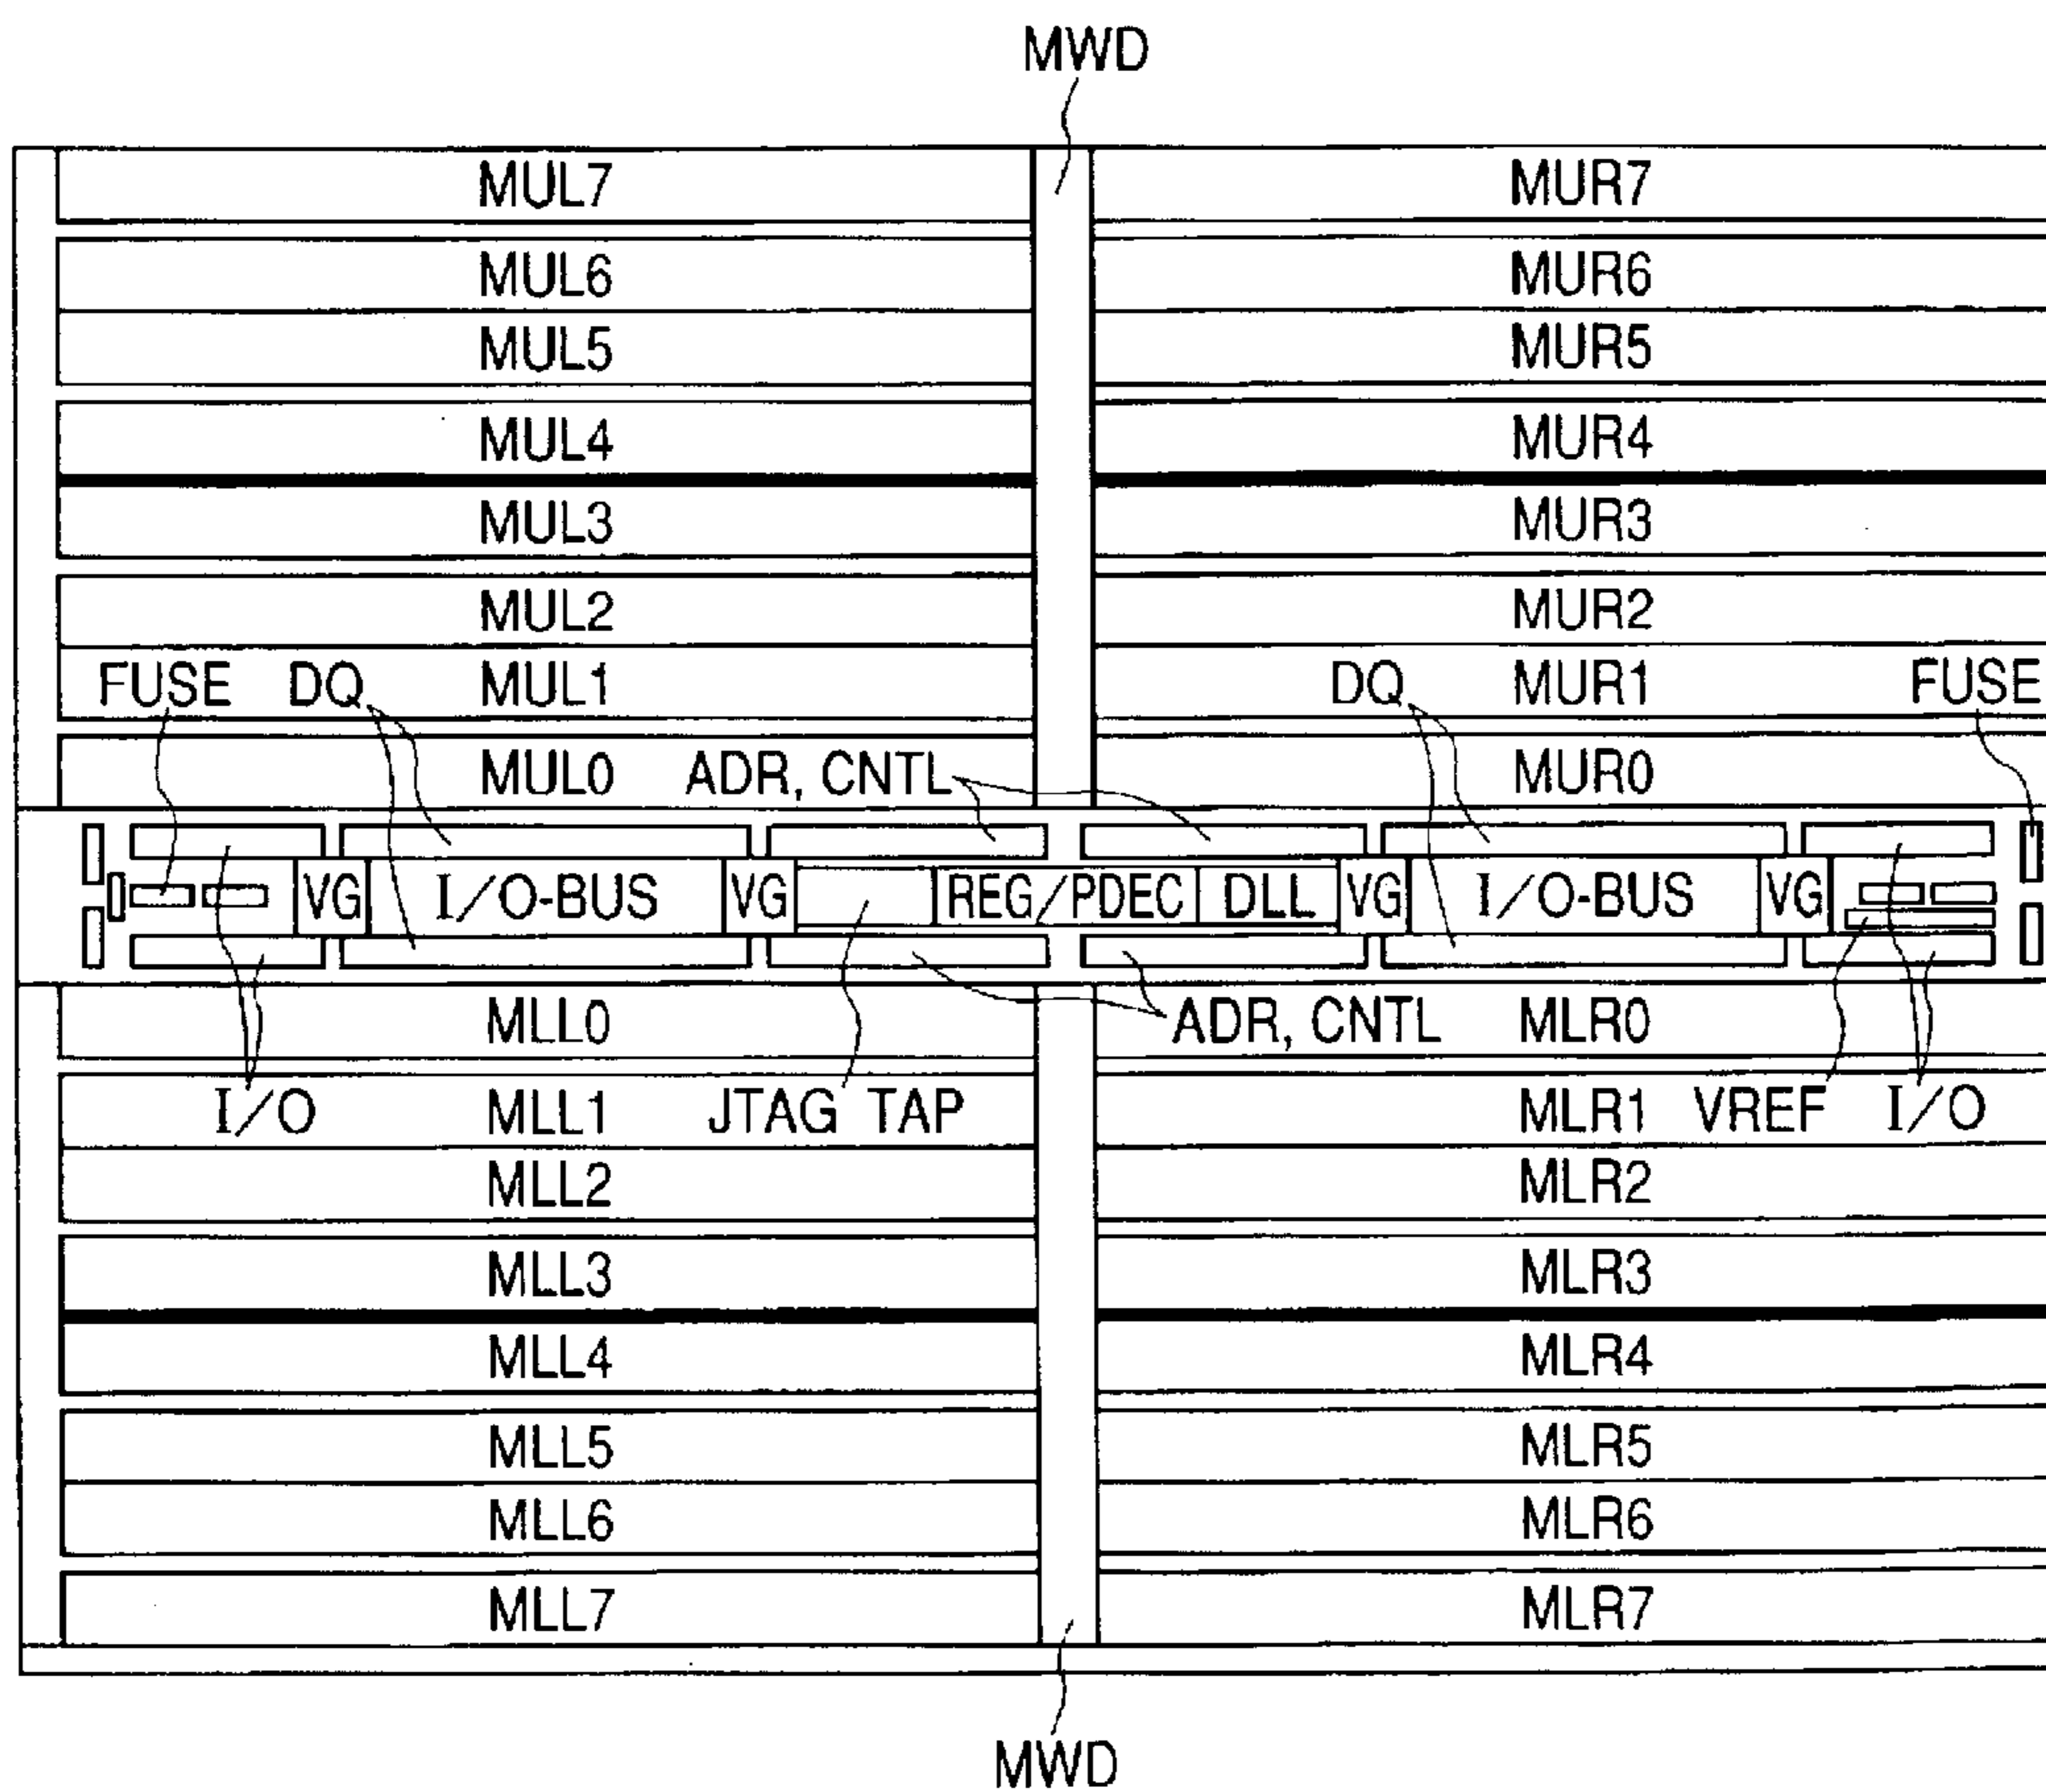 MWD
MUL7 MUR7
MUL6 MUR6
MUL5 MUR5
MUL4 MUR4
MUL3 MUR3
MUL2 MUR2
FUSE DQ MUL1 DQ MUR1 FUSE
MUL0 ADR, CNTL MUR0
VG I/O-BUS VG REG/PDEC DLL VG I/O-BUS VG
MLL0 ADR, CNTL MLR0
I/O MLL1 JTAG TAP MLR1 VREF I/O
MLL2 MLR2
MLL3 MLR3
MLL4 MLR4
MLL5 MLR5
MLL6 MLR6
MLL7 MLR7
MWD